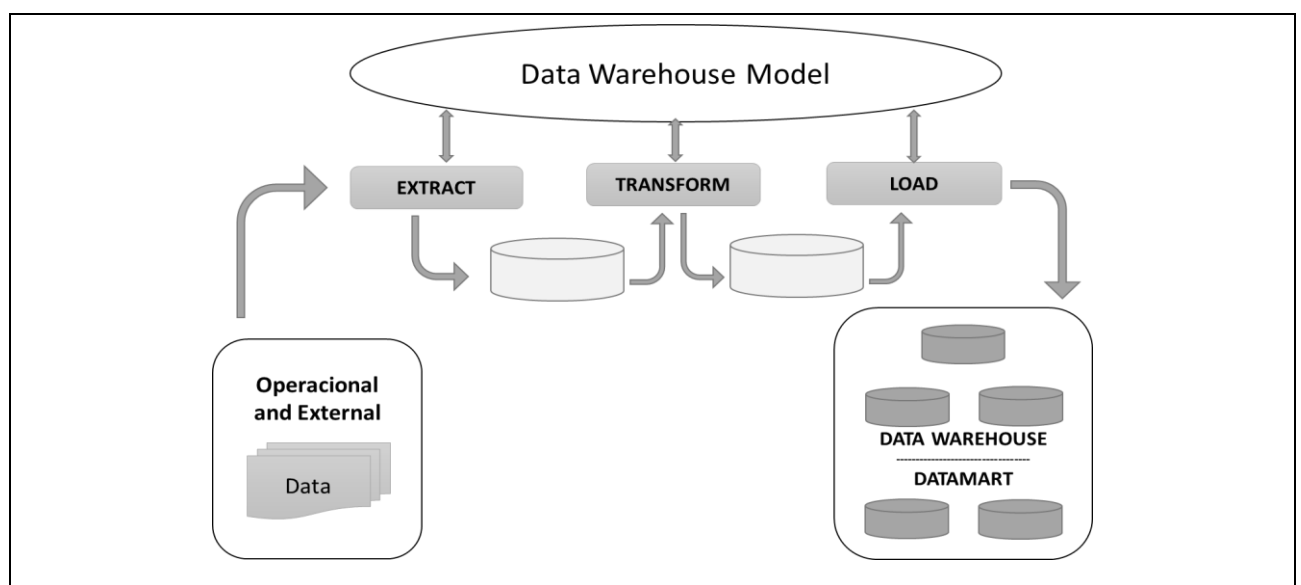 Data Warehouse Model
EXTRACT
TRANSFORM
LOAD
Operacional
and External
Data
DATA WAREHOUSE
----------------------------------
DATAMART